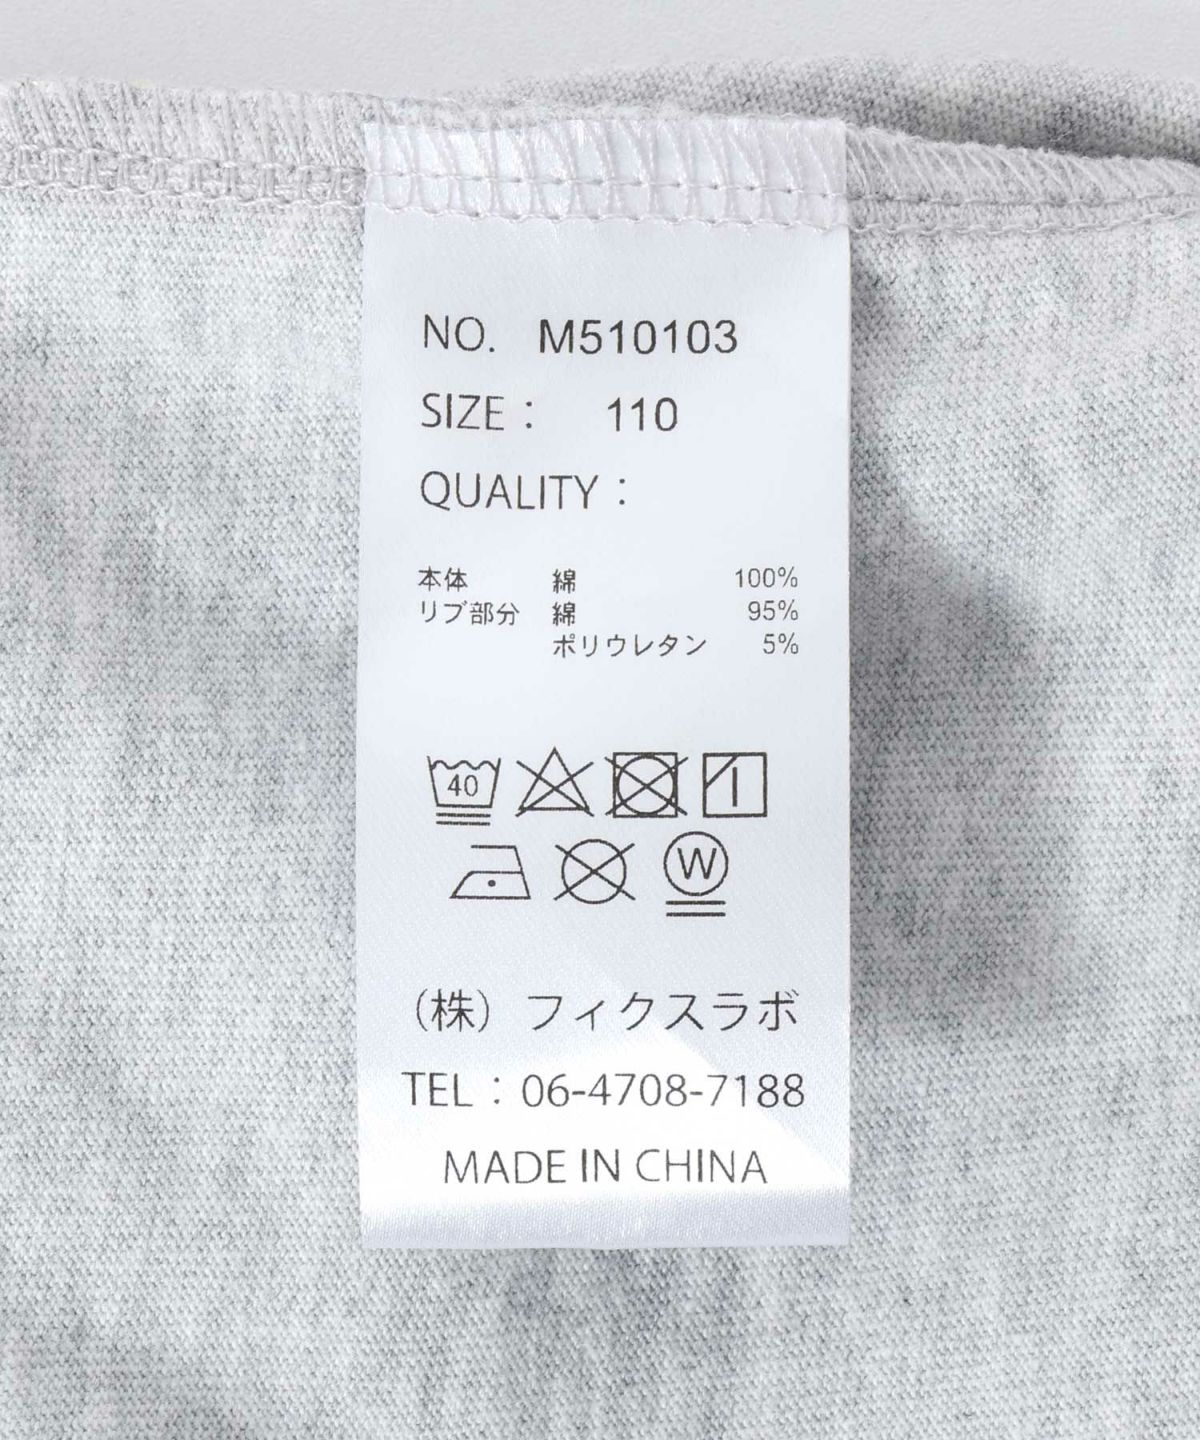 NO. M510103
SIZE： 110
QUALITY：
本体 綿 100%
リブ部分 綿 95%
ポリウレタン 5%
40
W
（株）フィクスラボ
TEL：06-4708-7188
MADE IN CHINA